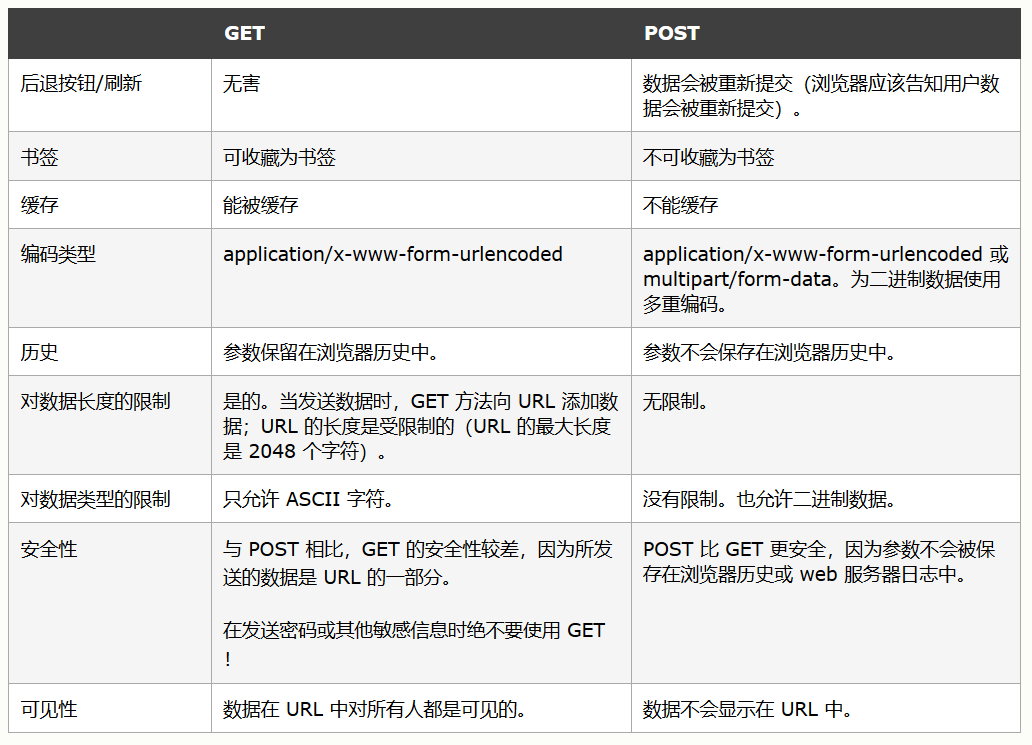 GET POST
后退按钮/刷新 无害 数据会被重新提交（浏览器应该告知用户数
据会被重新提交）。
书签 可收藏为书签 不可收藏为书签
缓存 能被缓存 不能缓存
编码类型 application/x-www-form-urlencoded application/x-www-form-urlencoded 或
multipart/form-data。为二进制数据使用
多重编码。
历史 参数保留在浏览器历史中。 参数不会保存在浏览器历史中。
对数据长度的限制 是的。当发送数据时，GET 方法向 URL 添加数
据；URL 的长度是受限制的（URL 的最大长度
是 2048 个字符）。
无限制。
对数据类型的限制 只允许 ASCII 字符。 没有限制。也允许二进制数据。
安全性 与 POST 相比，GET 的安全性较差，因为所发
送的数据是 URL 的一部分。
在发送密码或其他敏感信息时绝不要使用 GET
！
POST 比 GET 更安全，因为参数不会被保
存在浏览器历史或 web 服务器日志中。
可见性 数据在 URL 中对所有人都是可见的。 数据不会显示在 URL 中。